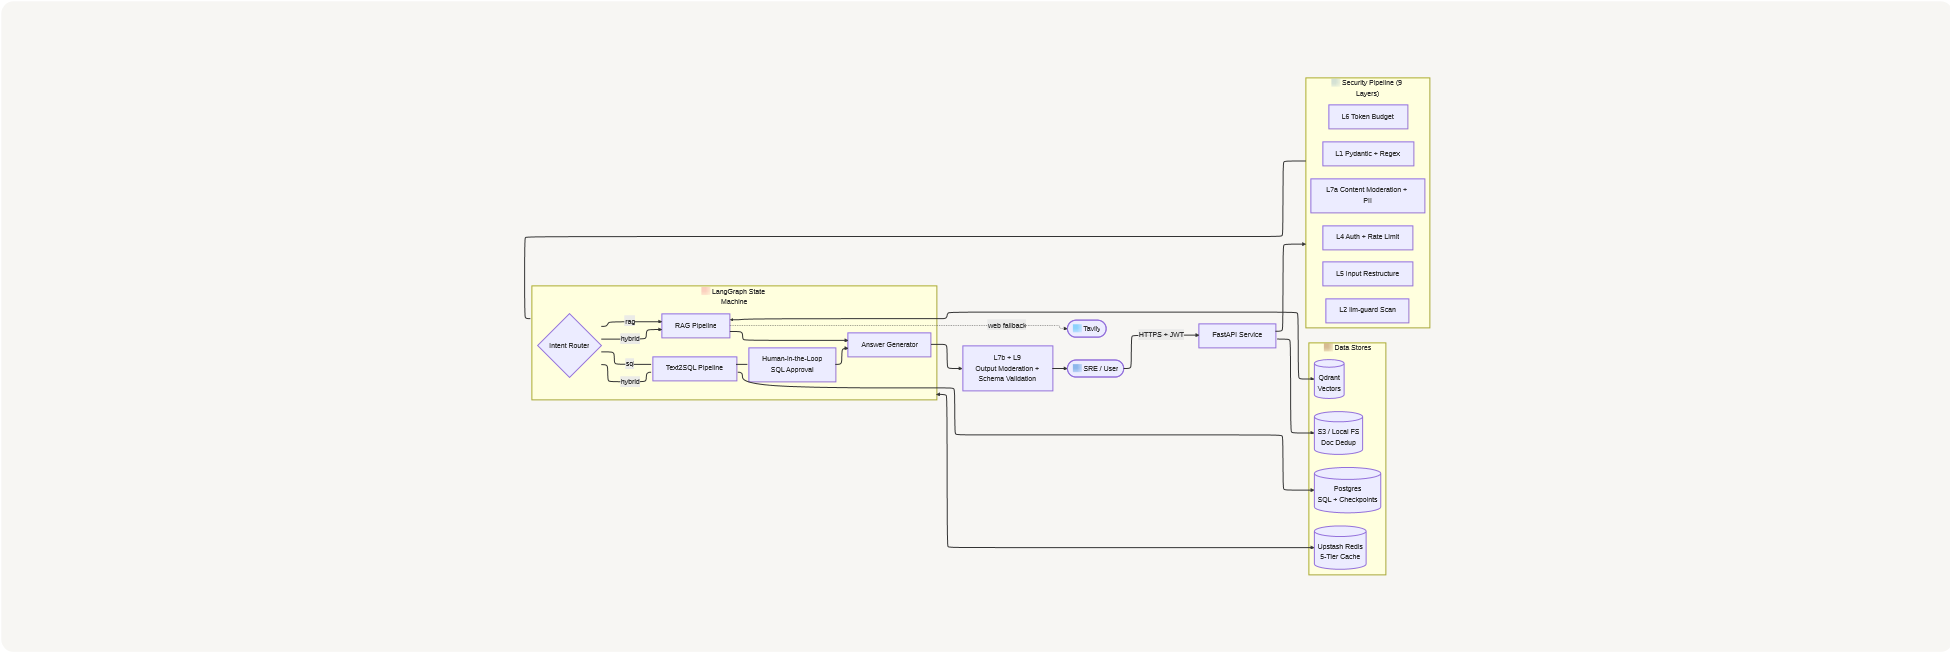 Security Pipeline (9
Layers)
L6 Token Budget
L1 Pydantic + Regex
L7a Content Moderation +
PII
L4 Auth + Rate Limit
L5 Input Restructure
L2 llm-guard Scan
LangGraph State
Machine
Intent Router
rag
hybrid
sql
hybrid
RAG Pipeline
Text2SQL Pipeline
Human-in-the-Loop
SQL Approval
Answer Generator
web fallback
Tavily
L7b + L9
Output Moderation +
Schema Validation
SRE / User
HTTPS + JWT
FastAPI Service
Data Stores
Qdrant
Vectors
S3 / Local FS
Doc Dedup
Postgres
SQL + Checkpoints
Upstash Redis
5-Tier Cache